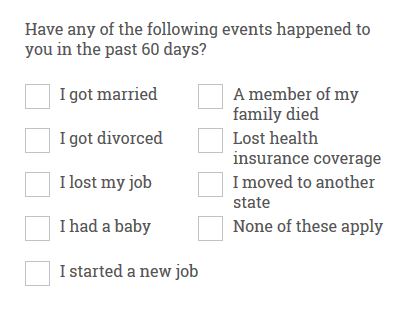 Have any of the following events happened to
you in the past 60 days?
I got married
A member of my
family died
I got divorced
Lost health
insurance coverage
I lost my job
I moved to another
state
I had a baby
None of these apply
I started a new job